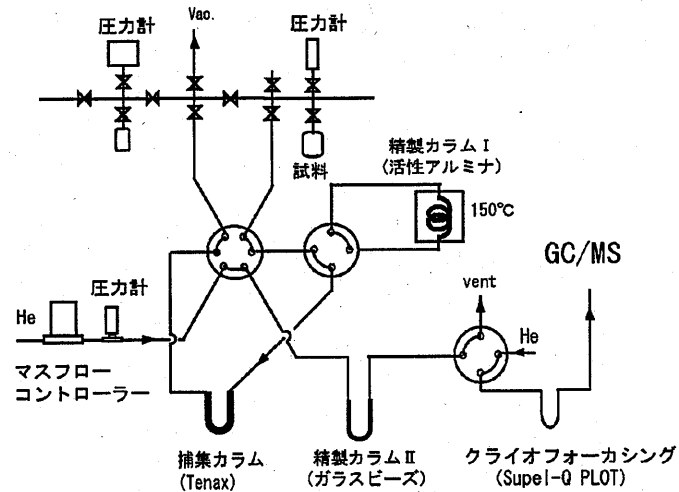 Vac.
圧力計
圧力計
試料
精製カラムⅠ
(活性アルミナ)
150℃
GC/MS
vent
He
圧力計
He
マスフロー
コントローラー
捕集カラム
(Tenax)
精製カラムⅡ
(ガラスビーズ)
クライオフォーカシング
(Supel-Q PLOT)